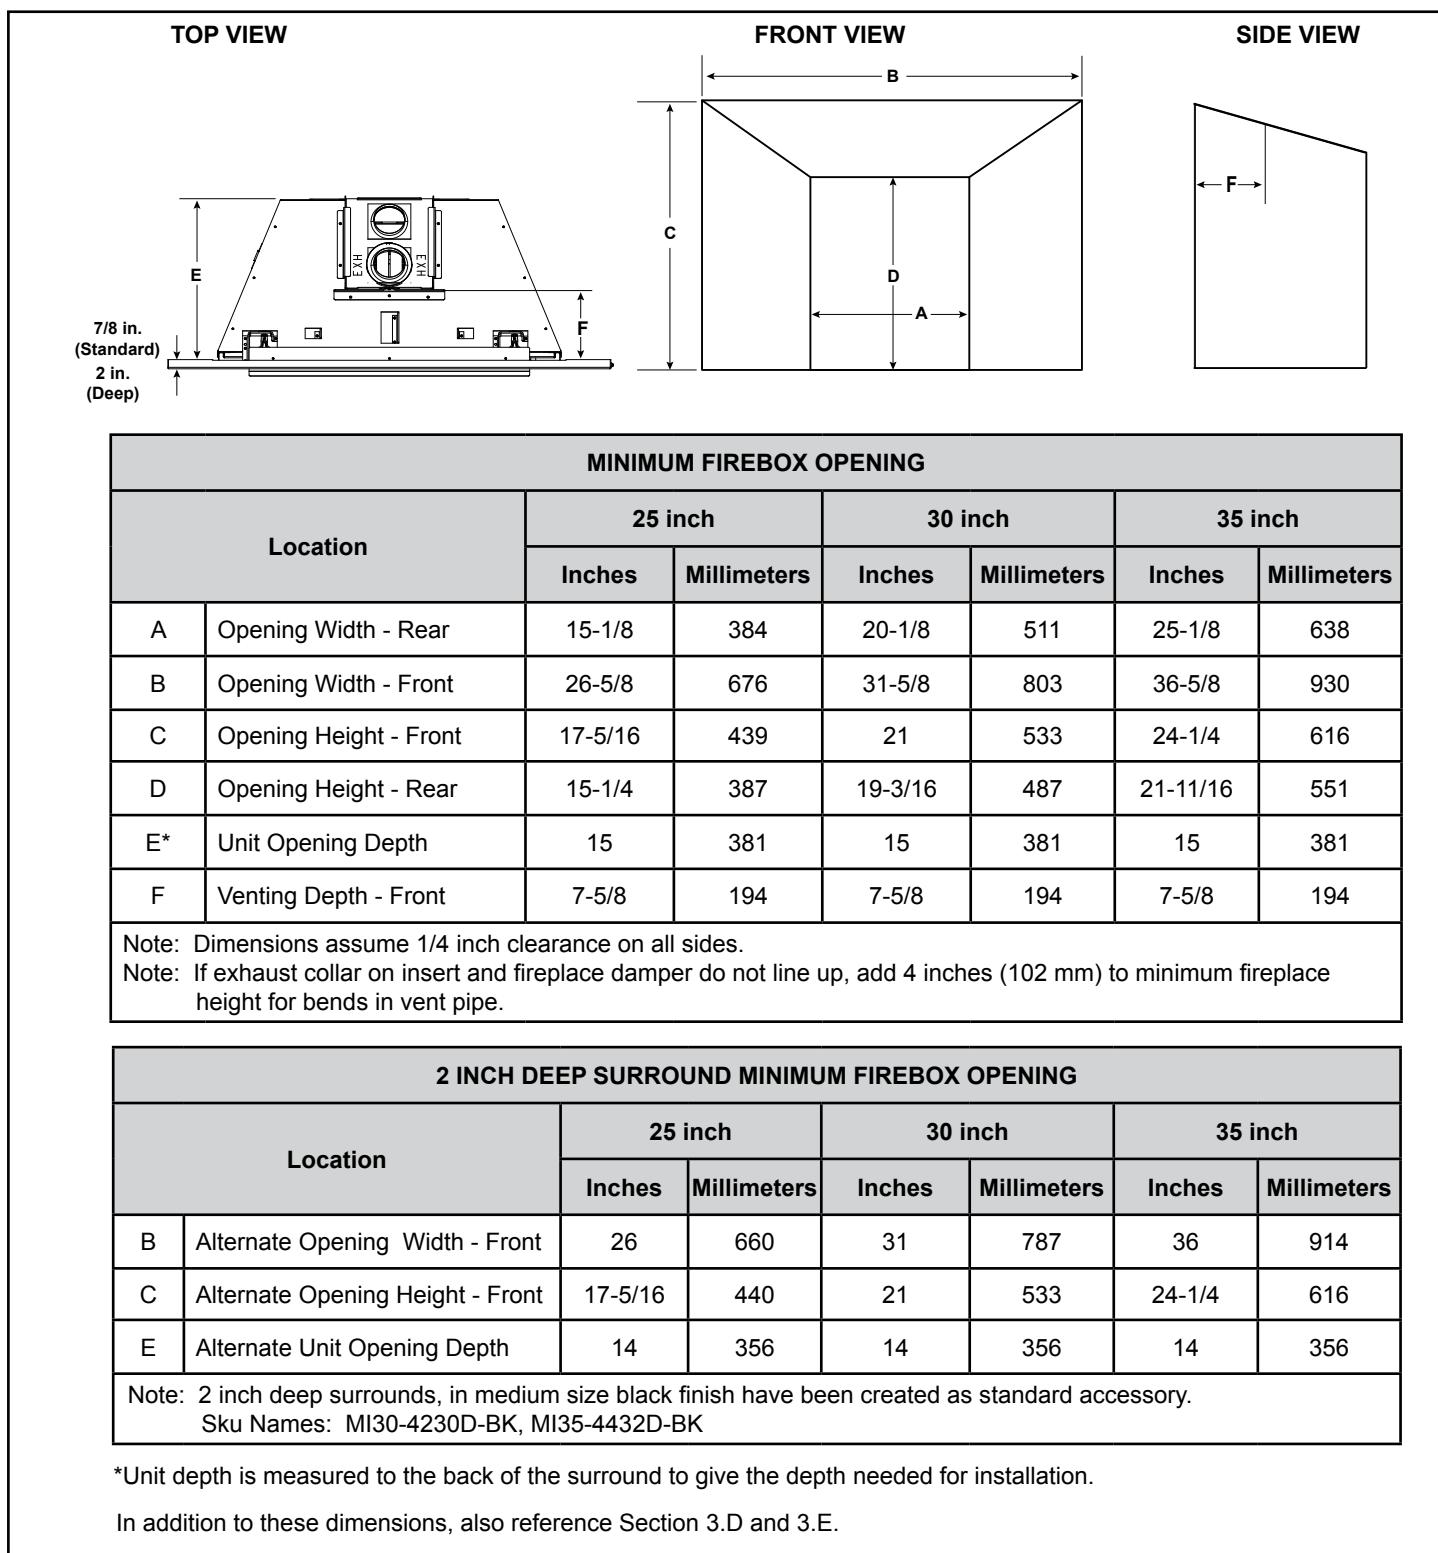 TOP VIEW FRONT VIEW SIDE VIEW
B
F
C
E
D
EXH EXH
A
F
7/8 in.
(Standard)
2 in.
(Deep)
MINIMUM FIREBOX OPENING
Location 25 inch 30 inch 35 inch
Inches Millimeters Inches Millimeters Inches Millimeters
A Opening Width - Rear 15-1/8 384 20-1/8 511 25-1/8 638
B Opening Width - Front 26-5/8 676 31-5/8 803 36-5/8 930
C Opening Height - Front 17-5/16 439 21 533 24-1/4 616
D Opening Height - Rear 15-1/4 387 19-3/16 487 21-11/16 551
E* Unit Opening Depth 15 381 15 381 15 381
F Venting Depth - Front 7-5/8 194 7-5/8 194 7-5/8 194
Note: Dimensions assume 1/4 inch clearance on all sides.
Note: If exhaust collar on insert and fireplace damper do not line up, add 4 inches (102 mm) to minimum fireplace
height for bends in vent pipe.
2 INCH DEEP SURROUND MINIMUM FIREBOX OPENING
Location 25 inch 30 inch 35 inch
Inches Millimeters Inches Millimeters Inches Millimeters
B Alternate Opening Width - Front 26 660 31 787 36 914
C Alternate Opening Height - Front 17-5/16 440 21 533 24-1/4 616
E Alternate Unit Opening Depth 14 356 14 356 14 356
Note: 2 inch deep surrounds, in medium size black finish have been created as standard accessory.
Sku Names: MI30-4230D-BK, MI35-4432D-BK
*Unit depth is measured to the back of the surround to give the depth needed for installation.
In addition to these dimensions, also reference Section 3.D and 3.E.